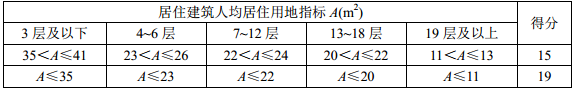 居住建筑人均居住用地指标 A(m²) 得分
3 层及以下 4~6 层 7~12 层 13~18 层 19 层及以上
35<A≤41 23<A≤26 22<A≤24 20<A≤22 11<A≤13 15
A≤35 A≤23 A≤22 A≤20 A≤11 19